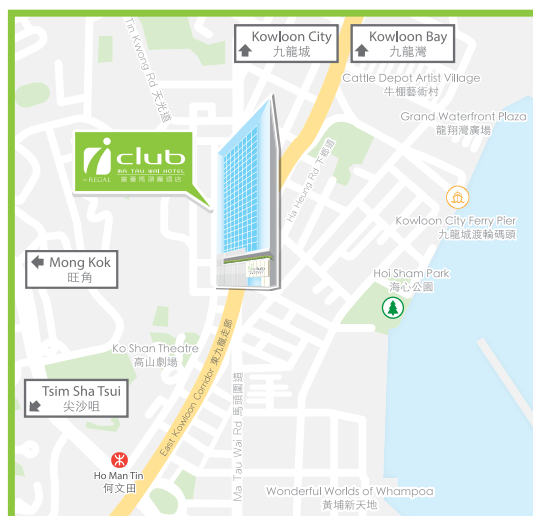 Kowloon City
九龍城
Kowloon Bay
九龍灣
Tin Kwong Rd 天光道
Cattle Depot Artist Village
牛棚藝術村
Grand Waterfront Plaza
龍翔灣廣場
iclub
MA TAU WAI HOTEL
BY REGAL 富薈馬頭圍酒店
Ha Heung Rd 下鄉道
Kowloon City Ferry Pier
九龍城渡輪碼頭
Mong Kok
旺角
iclub
Hoi Sham Park
海心公園
Ko Shan Theatre
高山劇場
East Kowloon Corridor 東九龍走廊
Ma Tau Wai Rd 馬頭圍道
Tsim Sha Tsui
尖沙咀
Ho Man Tin
何文田
Wonderful Worlds of Whampoa
黃埔新天地